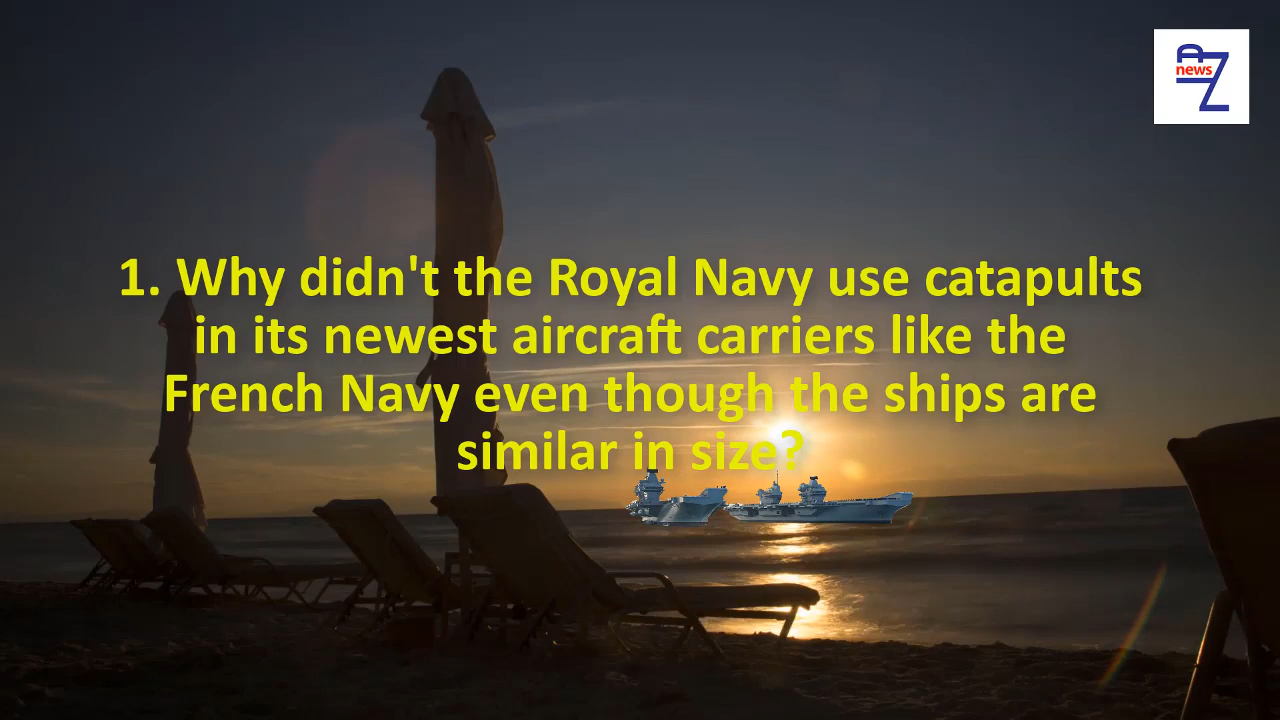 A
news
Z
1. Why didn't the Royal Navy use catapults
in its newest aircraft carriers like the
French Navy even though the ships are
similar in size?